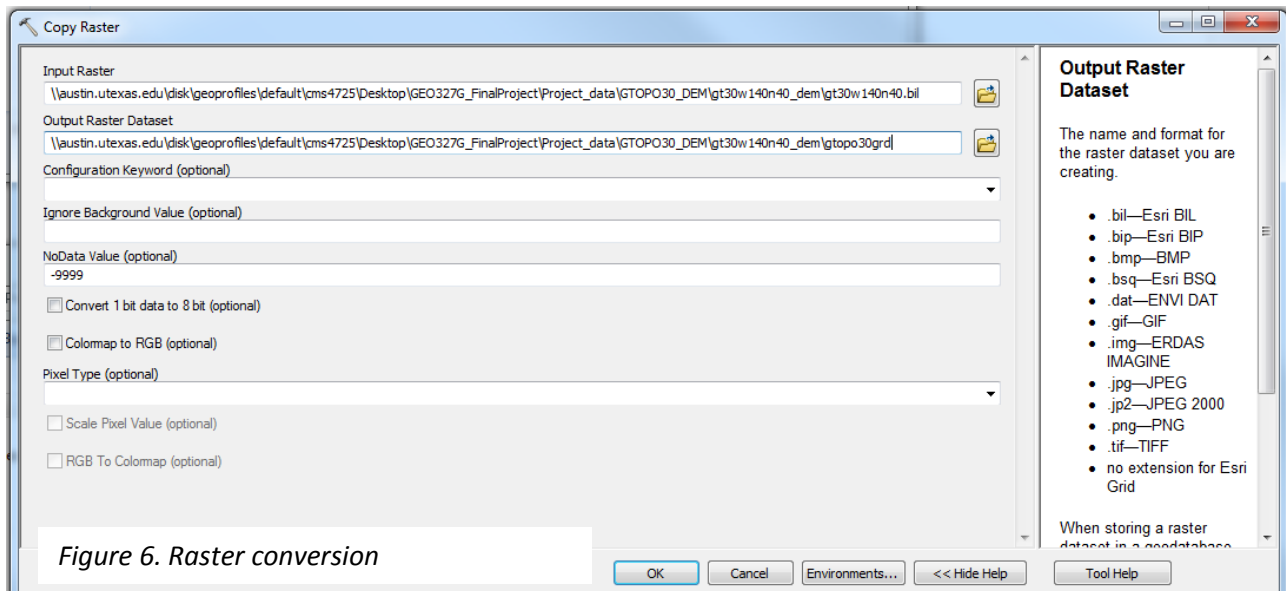 Copy Raster
Input Raster
\\austin.utexas.edu\disk\geoprofiles\default\cms4725\Desktop\GEO327G_FinalProject\Project_data\GTOPO30_DEM\gt30w140n40_dem\gt30w140n40.bil
Output Raster Dataset
\\austin.utexas.edu\disk\geoprofiles\default\cms4725\Desktop\GEO327G_FinalProject\Project_data\GTOPO30_DEM\gt30w140n40_dem\gtopo30grd
Configuration Keyword (optional)
Ignore Background Value (optional)
NoData Value (optional)
-9999
Convert 1 bit data to 8 bit (optional)
Colormap to RGB (optional)
Pixel Type (optional)
Scale Pixel Value (optional)
RGB To Colormap (optional)
Figure 6. Raster conversion
OK
Cancel
Environments...
<< Hide Help
Tool Help
Output Raster
Dataset
The name and format for
the raster dataset you are
creating.
• .bil—Esri BIL
• .bip—Esri BIP
• .bmp—BMP
• .bsq—Esri BSQ
• .dat—ENVI DAT
• .gif—GIF
• .img—ERDAS
IMAGINE
• .jpg—JPEG
• .jp2—JPEG 2000
• .png—PNG
• .tif—TIFF
• no extension for Esri
Grid
When storing a raster
dataset in a geodatabase